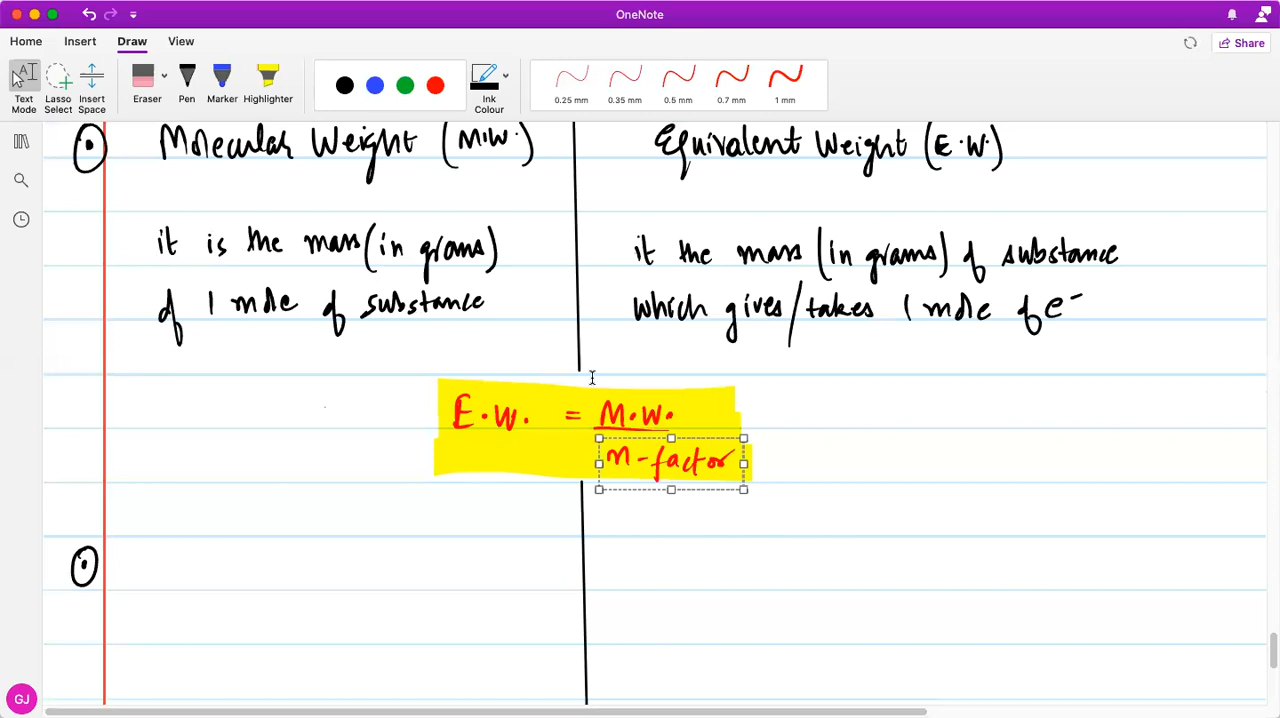 OneNote
Home Insert Draw View
Share
Text Mode
Lasso Select
Insert Space
Eraser
Pen
Marker
Highlighter
Ink Colour
0.25 mm 0.35 mm 0.5 mm 0.7 mm 1 mm
Molecular Weight (M.W.)
it is the mass (in grams)
of 1 mole of substance
Equivalent Weight (E.W.)
it the mass (in grams) of substance
which gives/takes 1 mole of e⁻
E.W. = M.W.
n-factor
GJ